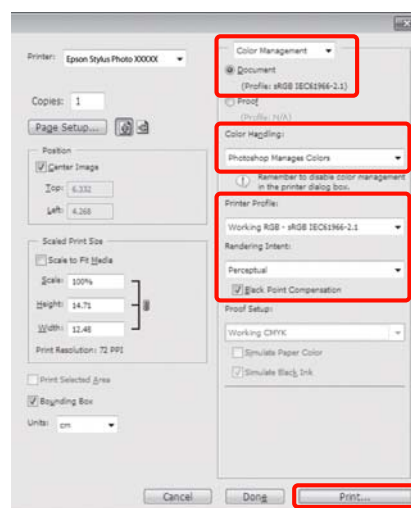 Printer: Epson Stylus Photo XXXXX
Copies: 1
Page Setup...
Position
Center Image
Top: 6.332
Left: 4.268
Scaled Print Size
Scale to Fit Media
Scale: 100%
Height: 14.71
Width: 12.48
Print Resolution: 72 PPI
Print Selected Area
Bounding Box
Units: cm
Color Management
Document
(Profile: sRGB IEC61966-2.1)
Proof
(Profile: N/A)
Color Handling:
Photoshop Manages Colors
Remember to disable color management
in the printer dialog box.
Printer Profile:
Working RGB - sRGB IEC61966-2.1
Rendering Intent:
Perceptual
Black Point Compensation
Proof Setup:
Working CMYK
Simulate Paper Color
Simulate Black Ink
Cancel
Done
Print...